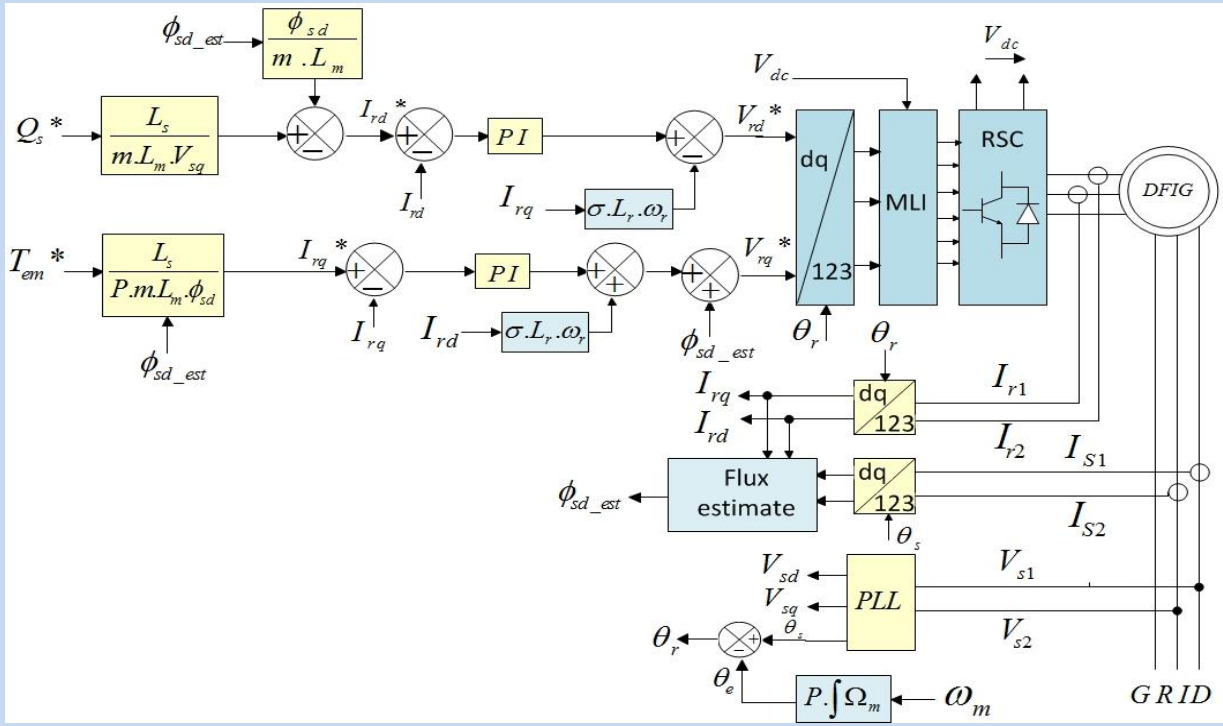 ϕsd_est
ϕsd
m . Lm
Qs*
Ls
m.Lm.Vsq
+
−
Ird*
+
−
Ird
PI
+
−
Vrd*
Irq
σ.Lr.ωr
Tem*
Ls
P.m.Lm.ϕsd
ϕsd_est
Irq*
+
−
Irq
PI
+
+
Ird
σ.Lr.ωr
+
+
ϕsd_est
Vrq*
Vdc
dq
123
θr
MLI
Vdc
RSC
DFIG
θr
Irq
Ird
dq
123
Ir1
Ir2
Flux
estimate
ϕsd_est
dq
123
θs
IS1
IS2
Vsd
Vsq
PLL
Vs1
Vs2
θr
−
+
θs
θe
P.∫Ωm
ωm
GRID